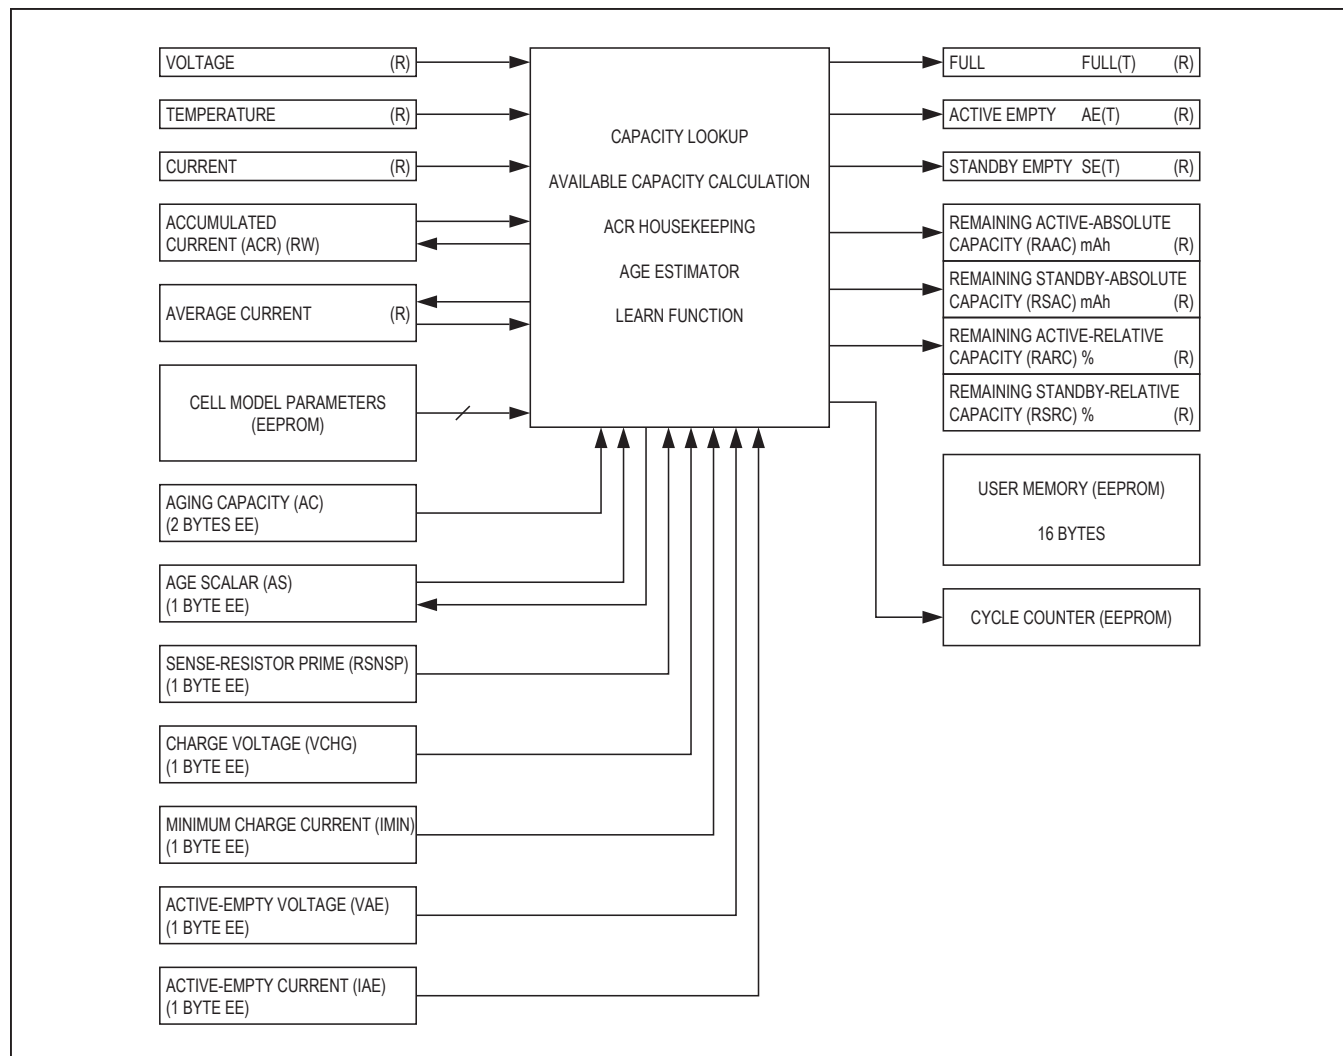 VOLTAGE (R)
TEMPERATURE (R)
CURRENT (R)
ACCUMULATED
CURRENT (ACR) (RW)
AVERAGE CURRENT (R)
CELL MODEL PARAMETERS
(EEPROM)
AGING CAPACITY (AC)
(2 BYTES EE)
AGE SCALAR (AS)
(1 BYTE EE)
SENSE-RESISTOR PRIME (RSNSP)
(1 BYTE EE)
CHARGE VOLTAGE (VCHG)
(1 BYTE EE)
MINIMUM CHARGE CURRENT (IMIN)
(1 BYTE EE)
ACTIVE-EMPTY VOLTAGE (VAE)
(1 BYTE EE)
ACTIVE-EMPTY CURRENT (IAE)
(1 BYTE EE)
CAPACITY LOOKUP
AVAILABLE CAPACITY CALCULATION
ACR HOUSEKEEPING
AGE ESTIMATOR
LEARN FUNCTION
FULL FULL(T) (R)
ACTIVE EMPTY AE(T) (R)
STANDBY EMPTY SE(T) (R)
REMAINING ACTIVE-ABSOLUTE
CAPACITY (RAAC) mAh (R)
REMAINING STANDBY-ABSOLUTE
CAPACITY (RSAC) mAh (R)
REMAINING ACTIVE-RELATIVE
CAPACITY (RARC) % (R)
REMAINING STANDBY-RELATIVE
CAPACITY (RSRC) % (R)
USER MEMORY (EEPROM)
16 BYTES
CYCLE COUNTER (EEPROM)